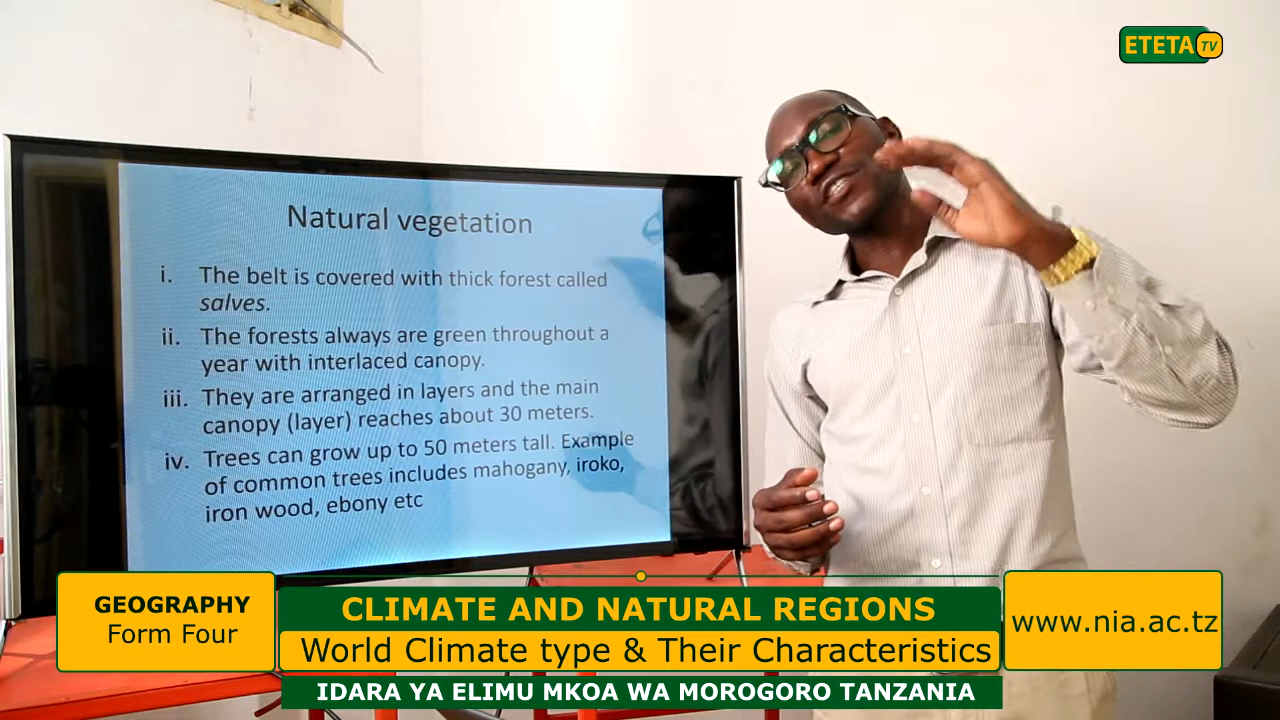 ETETA TV
Natural vegetation
i. The belt is covered with thick forest called
salves.
ii. The forests always are green throughout a
year with interlaced canopy.
iii. They are arranged in layers and the main
canopy (layer) reaches about 30 meters.
iv. Trees can grow up to 50 meters tall. Example
of common trees includes mahogany, iroko,
iron wood, ebony etc
GEOGRAPHY
Form Four
CLIMATE AND NATURAL REGIONS
World Climate type & Their Characteristics
www.nia.ac.tz
IDARA YA ELIMU MKOA WA MOROGORO TANZANIA